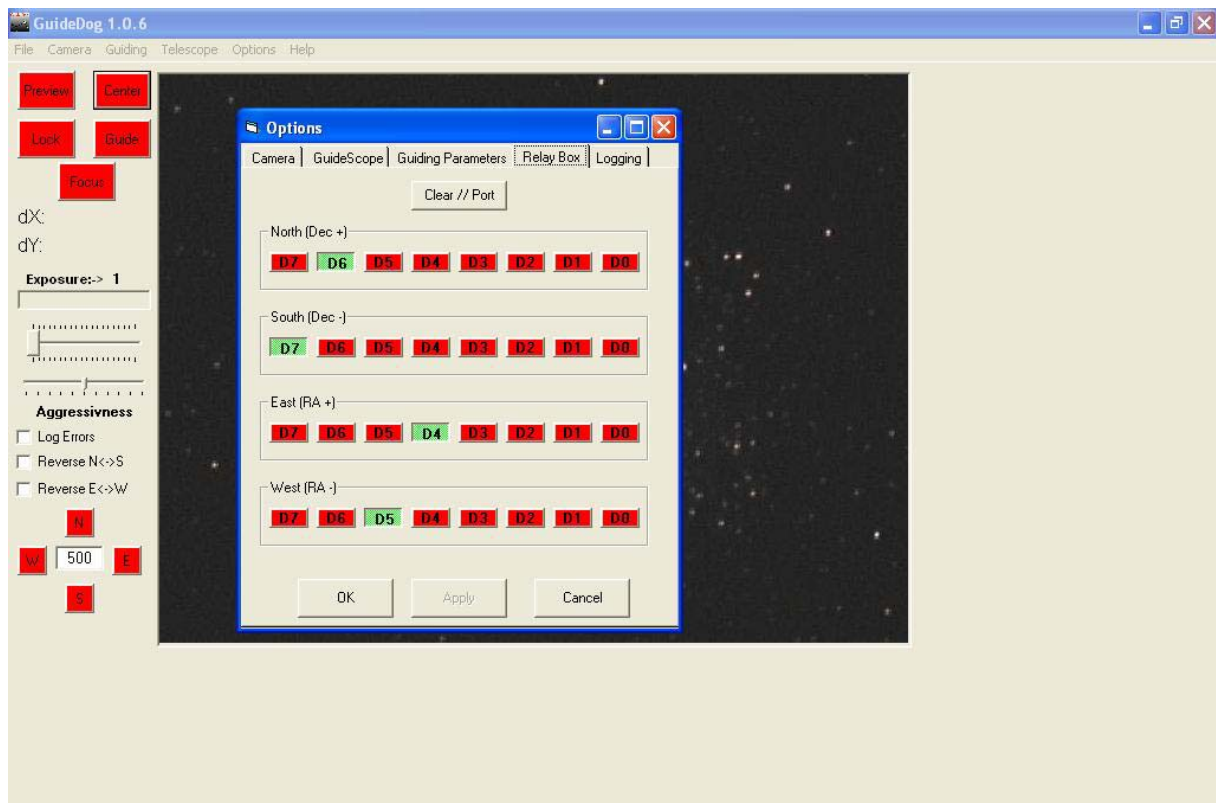 GuideDog 1.0.6
File Camera Guiding Telescope Options Help
Preview Center
Lock Guide
Focus
dX:
dY:
Exposure:-> 1
Aggressivness
Log Errors
Reverse N<->S
Reverse E<->W
N
W 500 E
S
Options
Camera GuideScope Guiding Parameters Relay Box Logging
Clear // Port
North (Dec +)
D7 D6 D5 D4 D3 D2 D1 D0
South (Dec -)
D7 D6 D5 D4 D3 D2 D1 D0
East (RA +)
D7 D6 D5 D4 D3 D2 D1 D0
West (RA -)
D7 D6 D5 D4 D3 D2 D1 D0
OK Apply Cancel